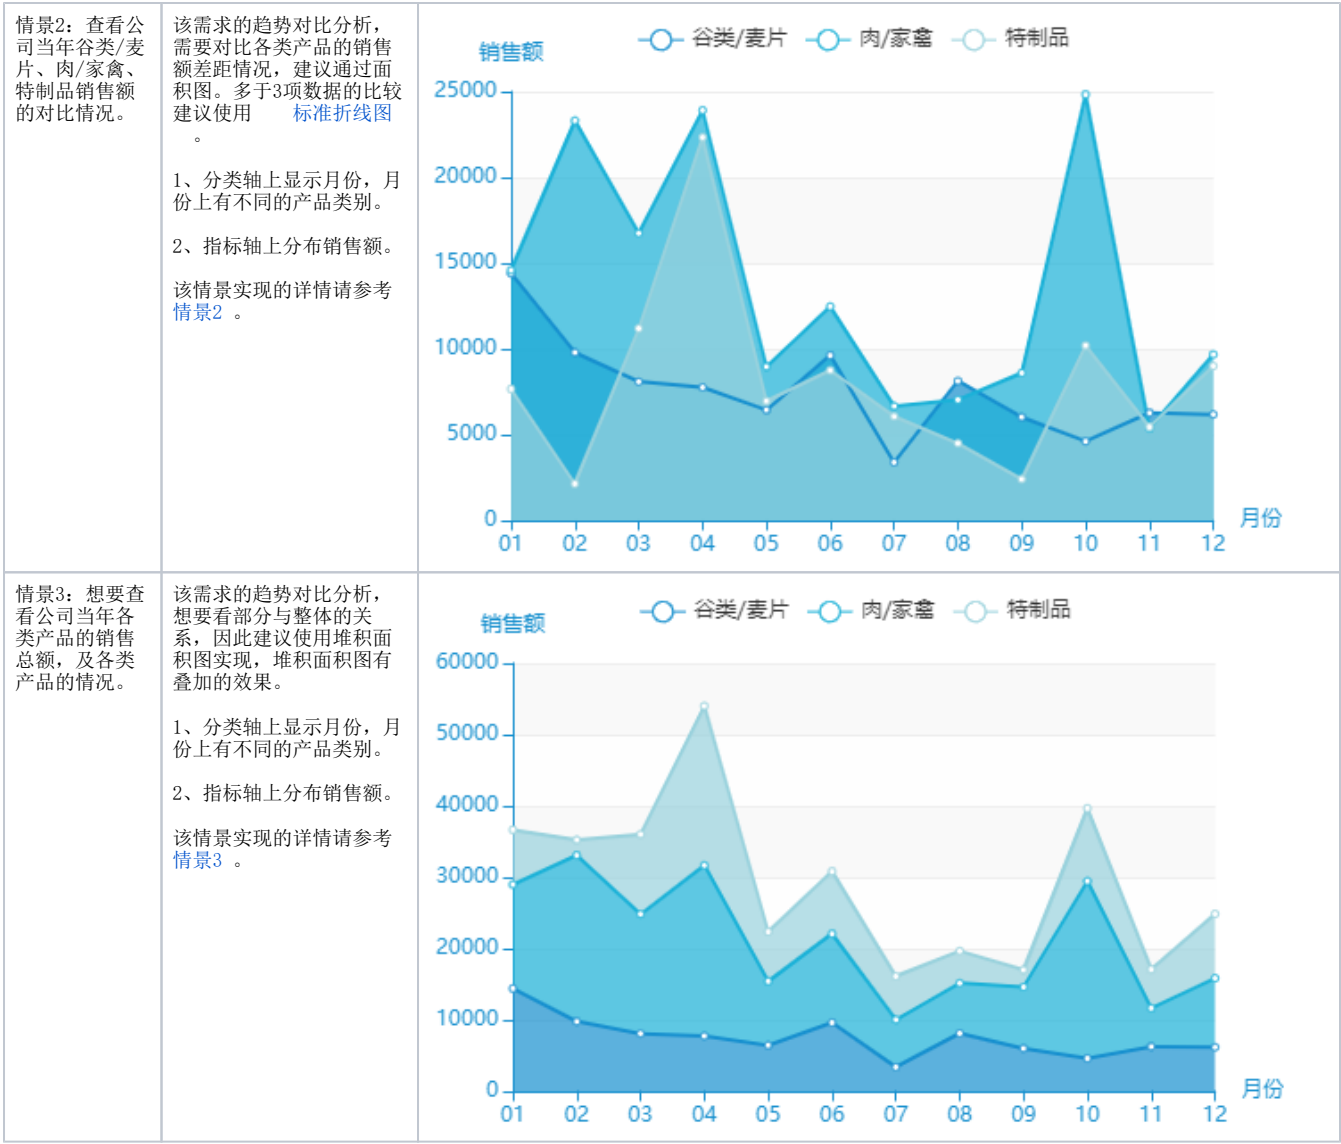 情景2：查看公
司当年谷类/麦
片、肉/家禽、
特制品销售额
的对比情况。
该需求的趋势对比分析，
需要对比各类产品的销售
额差距情况，建议通过面
积图。多于3项数据的比较
建议使用 标准折线图
。
1、分类轴上显示月份，月
份上有不同的产品类别。
2、指标轴上分布销售额。
该情景实现的详情请参考
情景2 。
谷类/麦片 肉/家禽 特制品
销售额
25000
20000
15000
10000
5000
0
月份
01 02 03 04 05 06 07 08 09 10 11 12
情景3：想要查
看公司当年各
类产品的销售
总额，及各类
产品的情况。
该需求的趋势对比分析，
想要看部分与整体的关
系，因此建议使用堆积面
积图实现，堆积面积图有
叠加的效果。
1、分类轴上显示月份，月
份上有不同的产品类别。
2、指标轴上分布销售额。
该情景实现的详情请参考
情景3 。
谷类/麦片 肉/家禽 特制品
销售额
60000
50000
40000
30000
20000
10000
0
月份
01 02 03 04 05 06 07 08 09 10 11 12